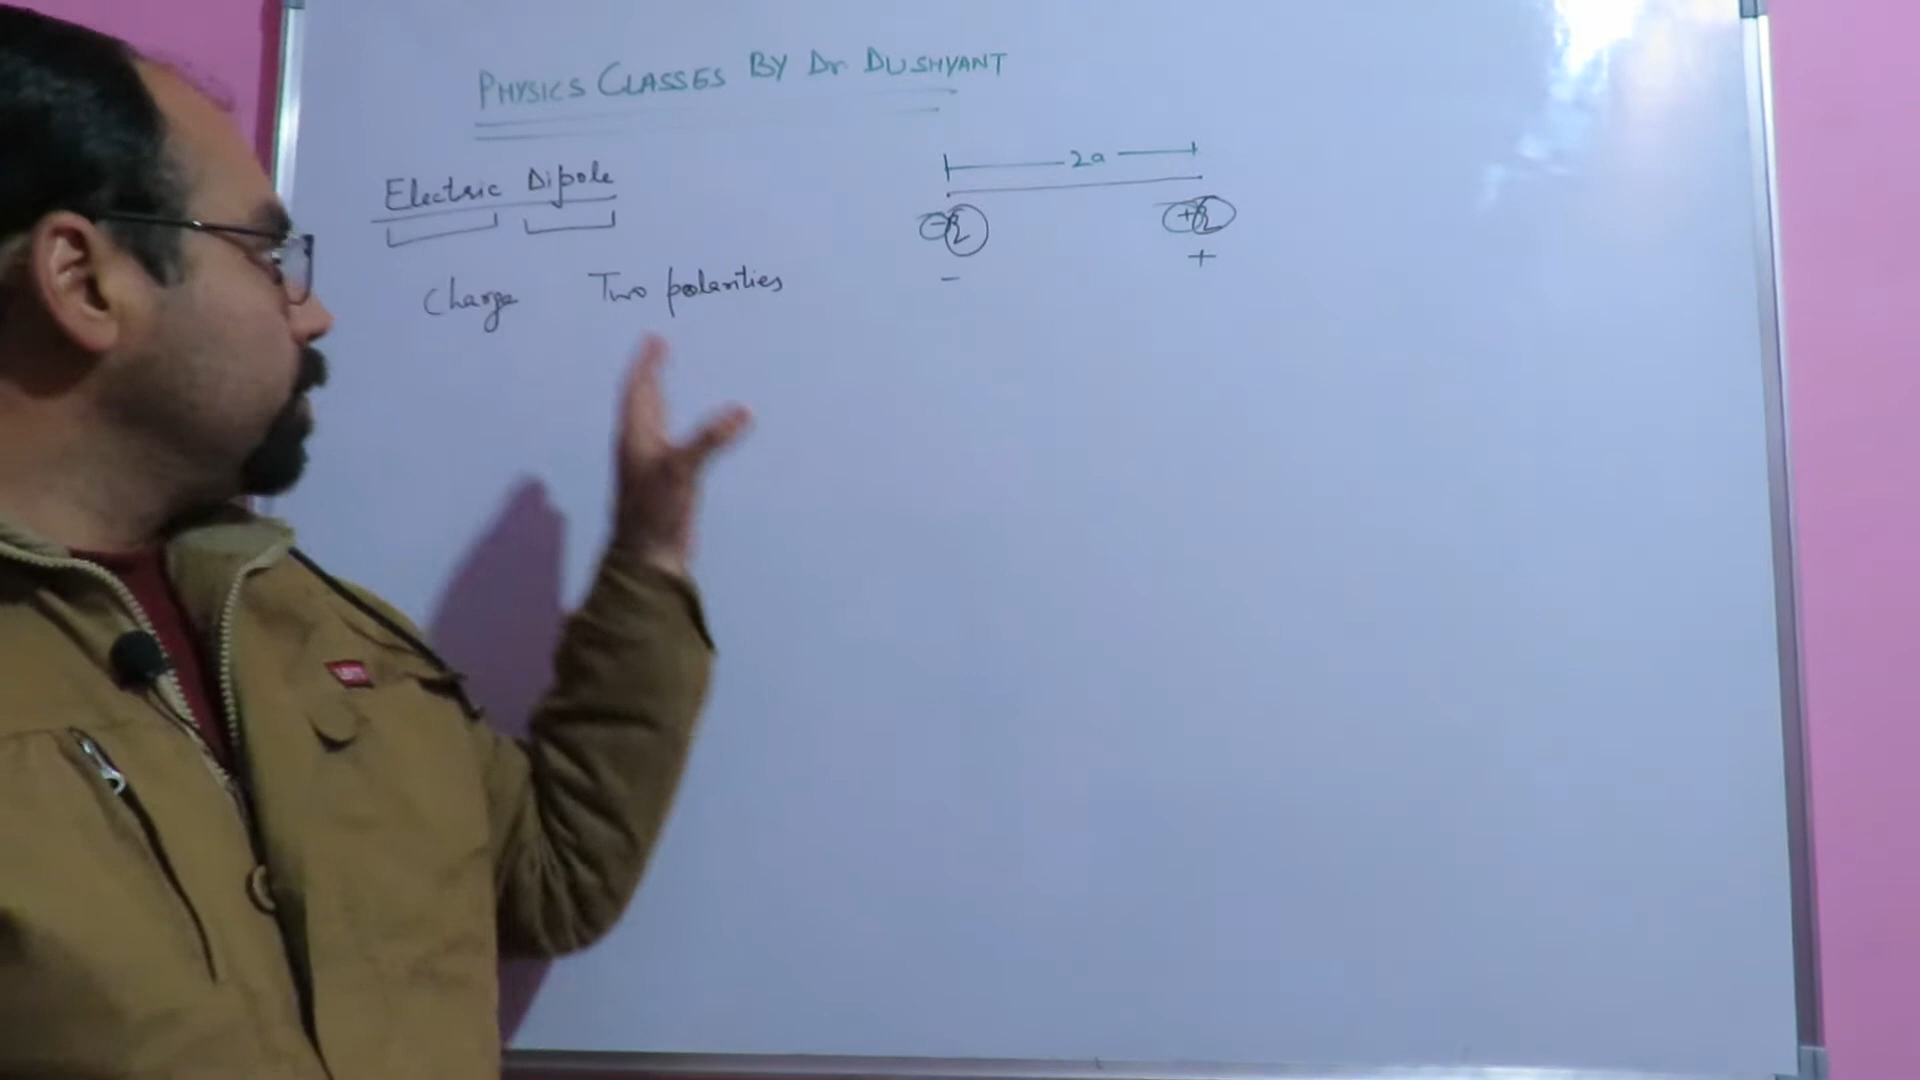 PHYSICS CLASSES BY Dr DUSHYANT
Electric Dipole
Charge Two polarities
2a
-q +q
- +